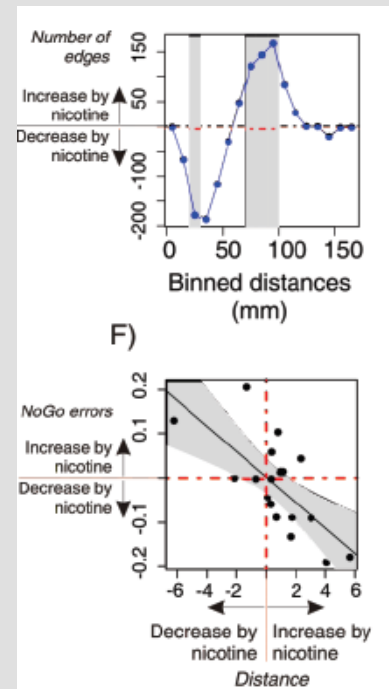 Number of
edges
Increase by
nicotine
Decrease by
nicotine
150
50
-100
-200
0 50 100 150
Binned distances
(mm)
F)
NoGo errors
Increase by
nicotine
Decrease by
nicotine
0.2
0.1
-0.1
-0.2
-6 -4 -2 0 2 4 6
Decrease by Increase by
nicotine nicotine
Distance